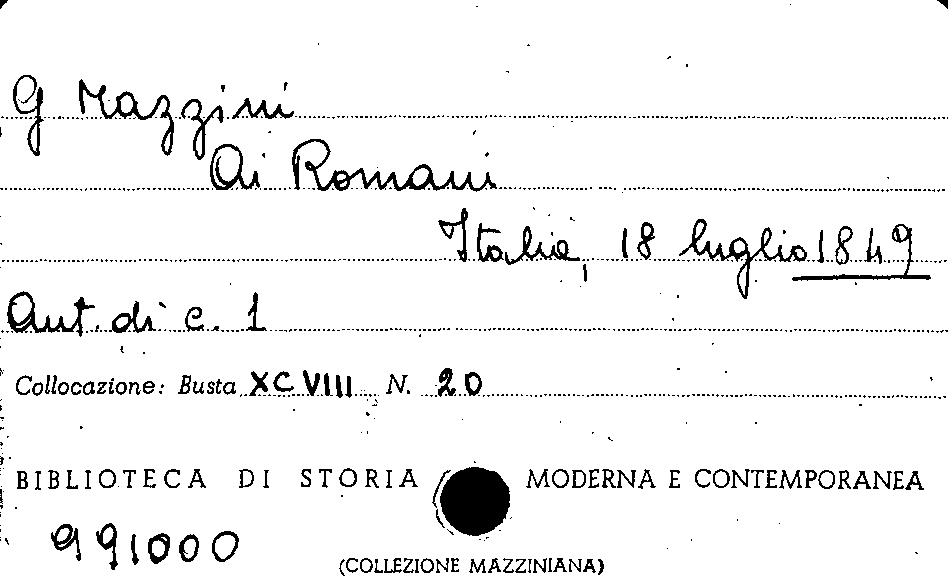 G Mazzini
Ai Romani
Italia, 18 luglio 1849
Aut. di c. 1
Collocazione: Busta XCVIII N. 20
BIBLIOTECA DI STORIA MODERNA E CONTEMPORANEA
991000
(COLLEZIONE MAZZINIANA)